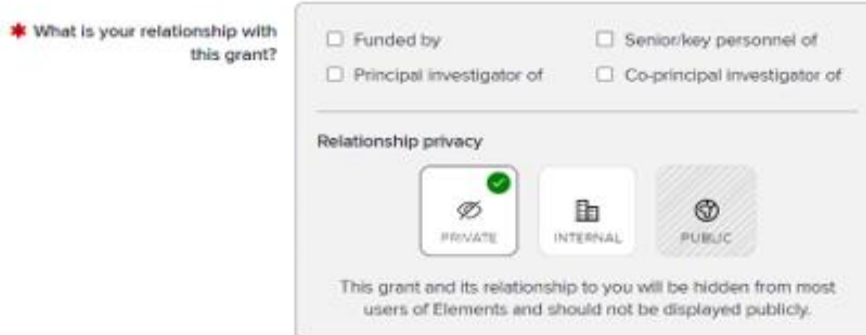 ✱ What is your relationship with
this grant?
Funded by
Senior/key personnel of
Principal investigator of
Co-principal investigator of
Relationship privacy
PRIVATE
INTERNAL
PUBLIC
This grant and its relationship to you will be hidden from most
users of Elements and should not be displayed publicly.